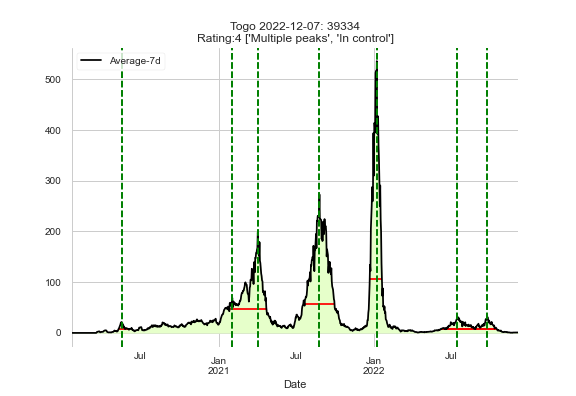 Togo 2022-12-07: 39334
Rating:4 ['Multiple peaks', 'In control']
Average-7d
500
400
300
200
100
0
Jul
Jan
2021
Jul
Jan
2022
Jul
Date